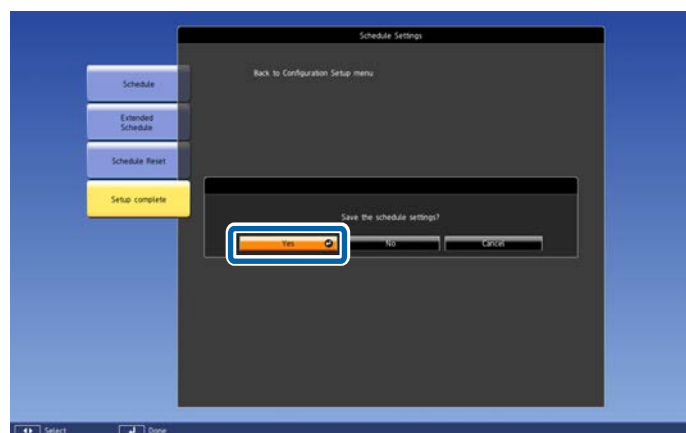 Schedule Settings
Back to Configuration Setup menu
Schedule
Extended
Schedule
Schedule Reset
Setup complete
Save the schedule settings?
Yes
No
Cancel
Select
Done